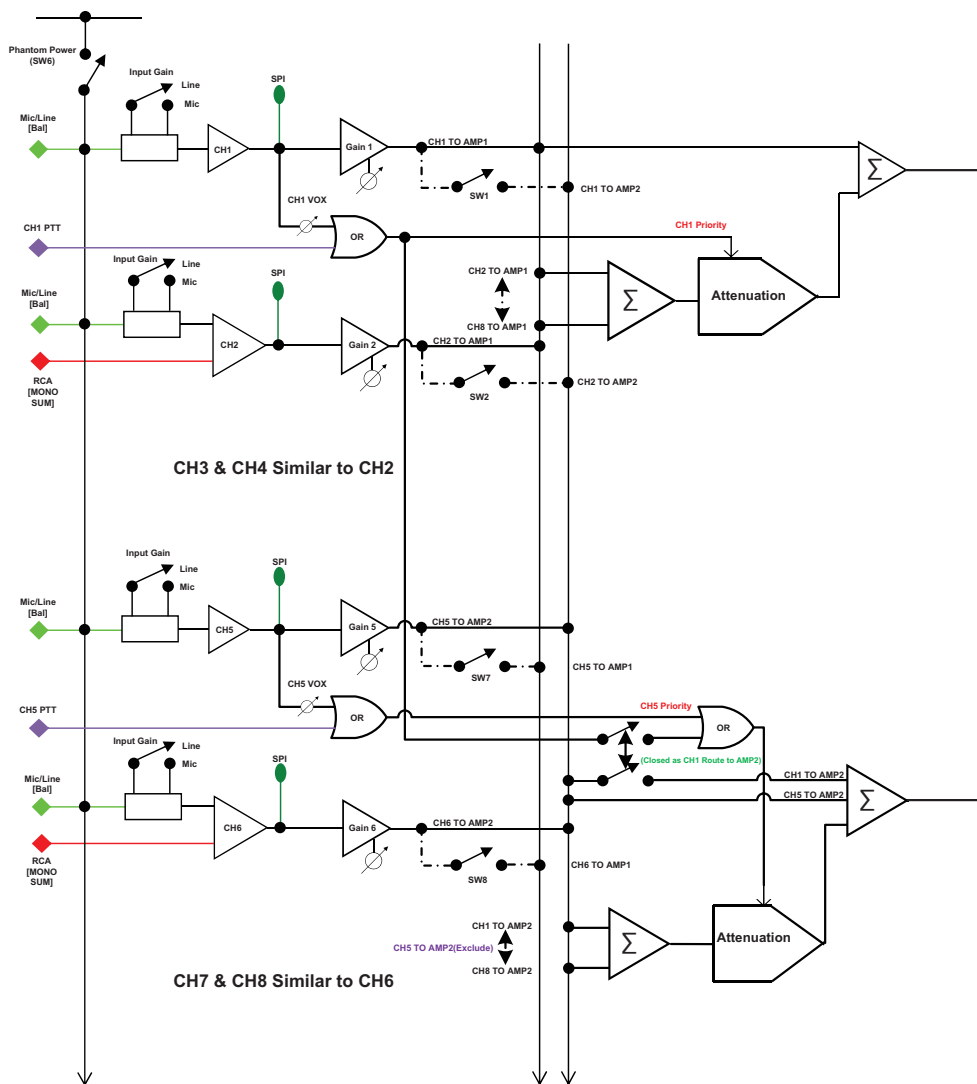 Phantom Power
(SW6)
Input Gain
Line
Mic
SPI
Mic/Line
[Bal]
CH1
Gain 1
CH1 TO AMP1
Σ
SW1
CH1 TO AMP2
CH1 VOX
CH1 PTT
OR
CH1 Priority
Input Gain
Line
Mic
SPI
Mic/Line
[Bal]
CH2 TO AMP1
Σ
Attenuation
CH8 TO AMP1
CH2
Gain 2
CH2 TO AMP1
RCA
[MONO
SUM]
SW2
CH2 TO AMP2
CH3 & CH4 Similar to CH2
Input Gain
Line
Mic
SPI
Mic/Line
[Bal]
CH5
Gain 5
CH5 TO AMP2
SW7
CH5 TO AMP1
CH5 VOX
CH5 PTT
OR
CH5 Priority
OR
Input Gain
Line
Mic
SPI
(Closed as CH1 Route to AMP2)
CH1 TO AMP2
Mic/Line
[Bal]
CH5 TO AMP2
Σ
CH6
Gain 6
CH6 TO AMP2
RCA
[MONO
SUM]
SW8
CH6 TO AMP1
CH1 TO AMP2
CH5 TO AMP2(Exclude)
CH8 TO AMP2
Σ
Attenuation
CH7 & CH8 Similar to CH6